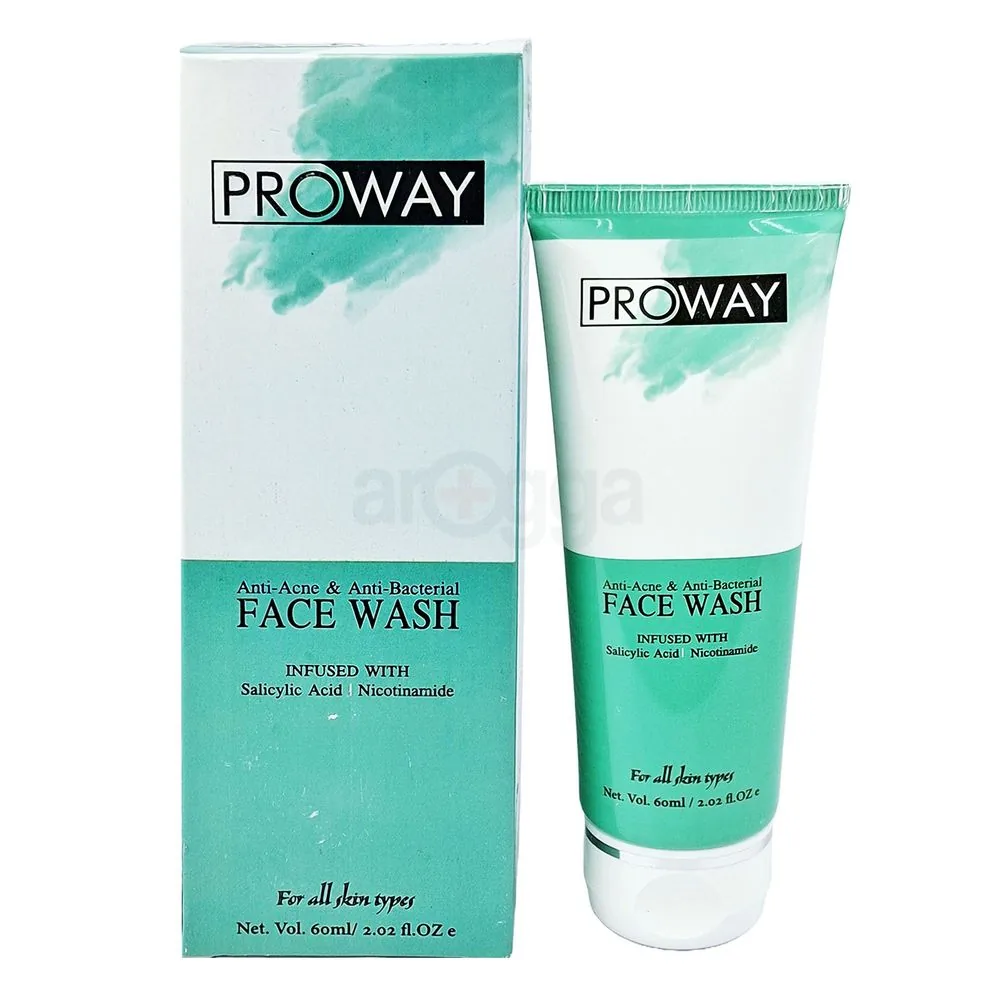 PROWAY
Anti-Acne & Anti-Bacterial
FACE WASH
INFUSED WITH
Salicylic Acid | Nicotinamide
For all skin types
Net. Vol. 60ml/ 2.02 fl.OZ e
PROWAY
Anti-Acne & Anti-Bacterial
FACE WASH
INFUSED WITH
Salicylic Acid | Nicotinamide
For all skin types
Net. Vol. 60ml / 2.02 fl.OZ e
arogga